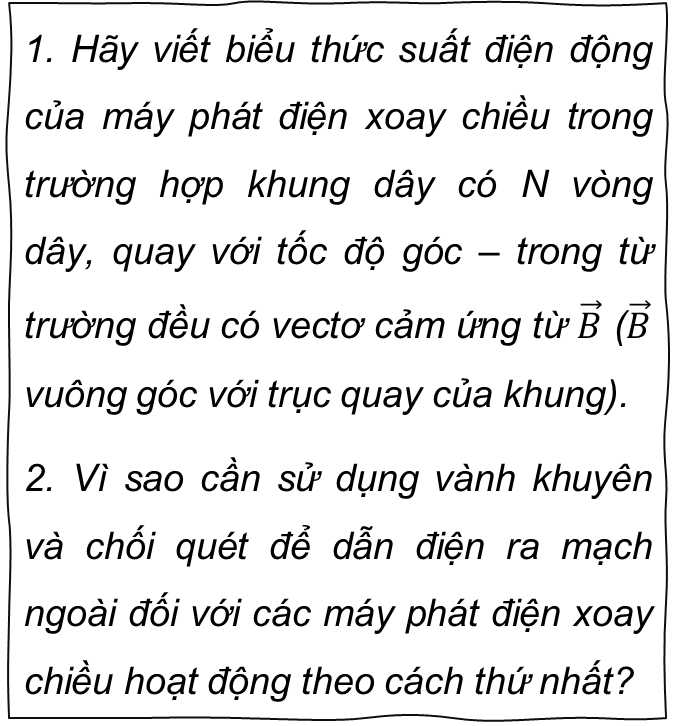 1. Hãy viết biểu thức suất điện động
của máy phát điện xoay chiều trong
trường hợp khung dây có N vòng
dây, quay với tốc độ góc – trong từ
trường đều có vectơ cảm ứng từ \(\vec{B}\) (\(\vec{B}\)
vuông góc với trục quay của khung).
2. Vì sao cần sử dụng vành khuyên
và chổi quét để dẫn điện ra mạch
ngoài đối với các máy phát điện xoay
chiều hoạt động theo cách thứ nhất?